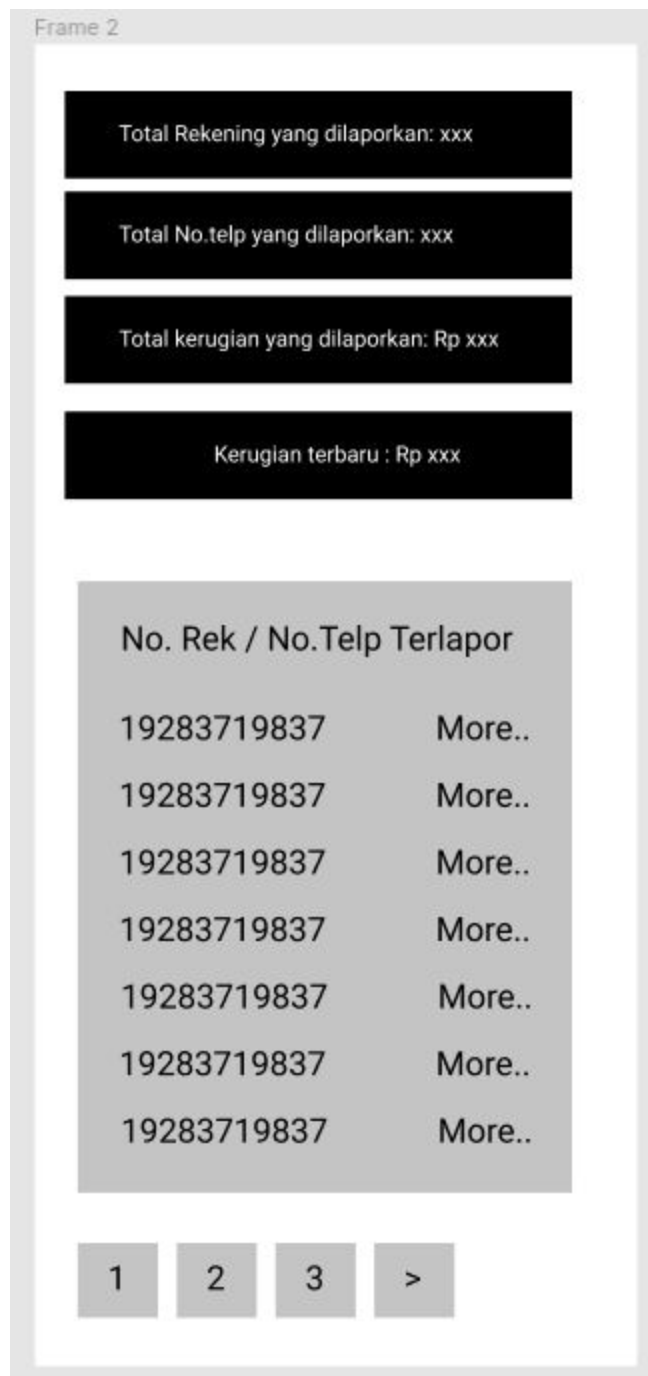 Frame 2
Total Rekening yang dilaporkan: xxx
Total No.telp yang dilaporkan: xxx
Total kerugian yang dilaporkan: Rp xxx
Kerugian terbaru : Rp xxx
No. Rek / No.Telp Terlapor
19283719837 More..
19283719837 More..
19283719837 More..
19283719837 More..
19283719837 More..
19283719837 More..
19283719837 More..
1 2 3 >